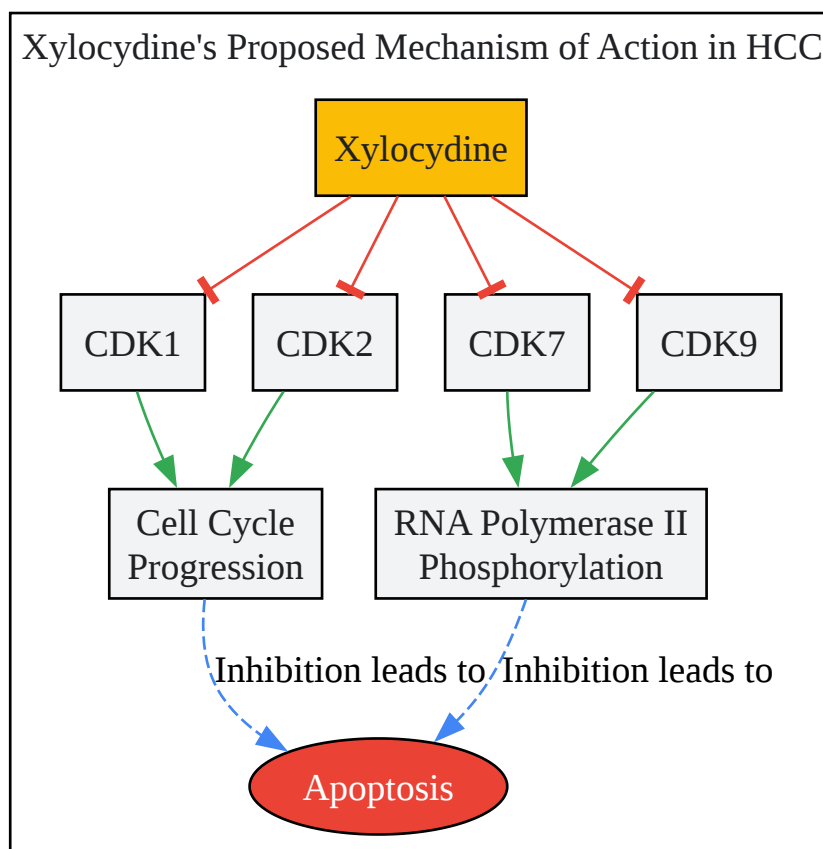 Xylocydine's Proposed Mechanism of Action in HCC
Xylocydine
CDK1
CDK2
CDK7
CDK9
Cell Cycle
Progression
RNA Polymerase II
Phosphorylation
Inhibition leads to
Inhibition leads to
Apoptosis